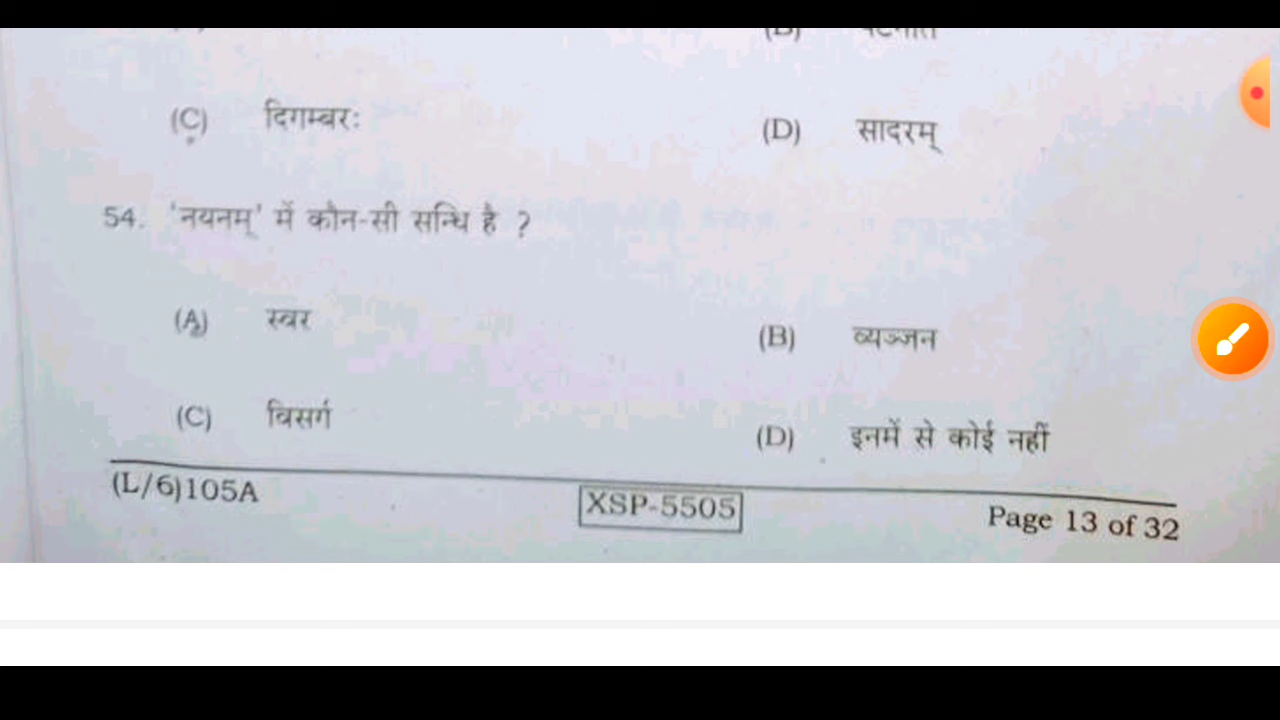 (C) दिगम्बरः
(D) सादरम्
54. 'नयनम्' में कौन-सी सन्धि है ?
(A) स्वर
(B) व्यञ्जन
(C) विसर्ग
(D) इनमें से कोई नहीं
(L/6)105A XSP-5505 Page 13 of 32